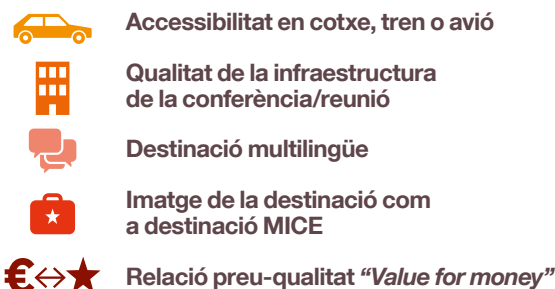 Accessibilitat en cotxe, tren o avió
Qualitat de la infraestructura
de la conferència/reunió
Destinació multilingüe
Imatge de la destinació com
a destinació MICE
€↔★ Relació preu-qualitat “Value for money”